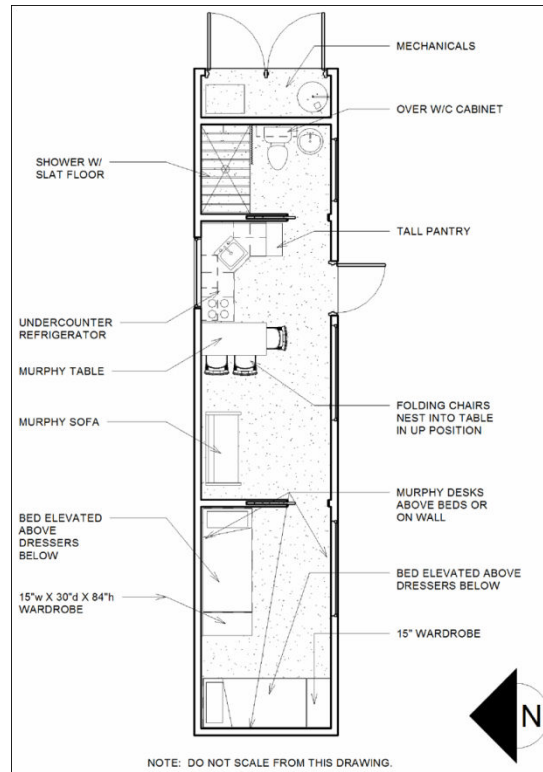 MECHANICALS
OVER W/C CABINET
SHOWER W/
SLAT FLOOR
TALL PANTRY
UNDERCOUNTER
REFRIGERATOR
MURPHY TABLE
FOLDING CHAIRS
NEST INTO TABLE
IN UP POSITION
MURPHY SOFA
MURPHY DESKS
ABOVE BEDS OR
ON WALL
BED ELEVATED
ABOVE
DRESSERS
BELOW
BED ELEVATED ABOVE
DRESSERS BELOW
15"w X 30"d X 84"h
WARDROBE
15" WARDROBE
N
NOTE: DO NOT SCALE FROM THIS DRAWING.